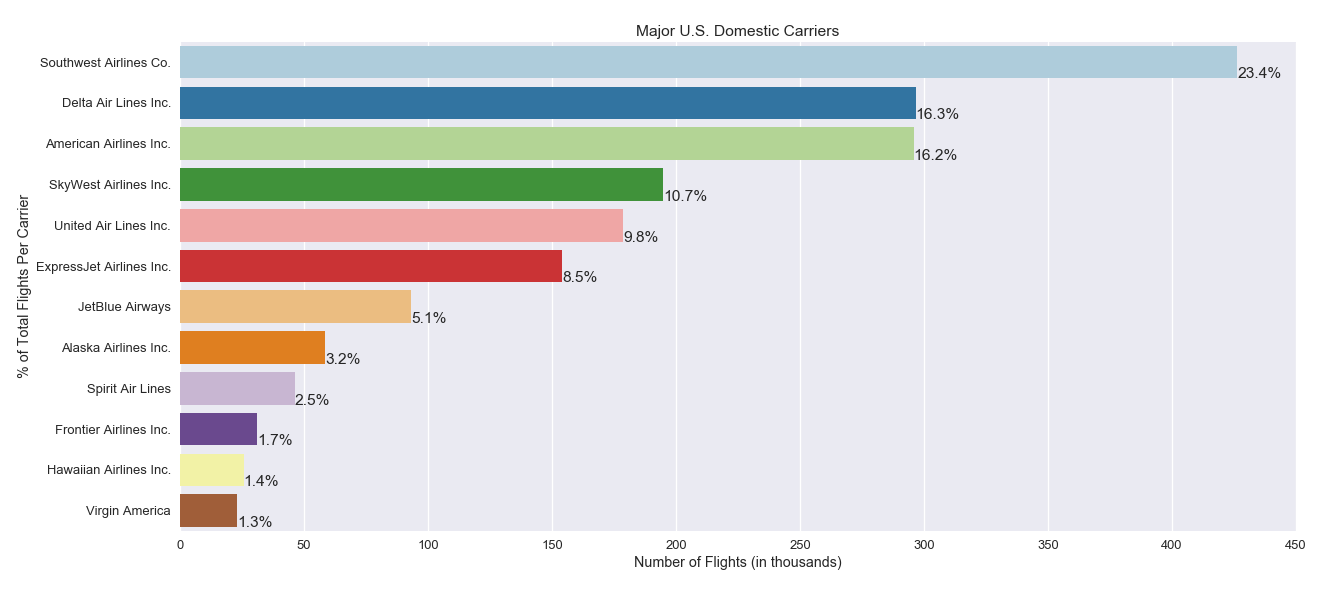 Major U.S. Domestic Carriers
% of Total Flights Per Carrier
Southwest Airlines Co. 23.4%
Delta Air Lines Inc. 16.3%
American Airlines Inc. 16.2%
SkyWest Airlines Inc. 10.7%
United Air Lines Inc. 9.8%
ExpressJet Airlines Inc. 8.5%
JetBlue Airways 5.1%
Alaska Airlines Inc. 3.2%
Spirit Air Lines 2.5%
Frontier Airlines Inc. 1.7%
Hawaiian Airlines Inc. 1.4%
Virgin America 1.3%
0 50 100 150 200 250 300 350 400 450
Number of Flights (in thousands)